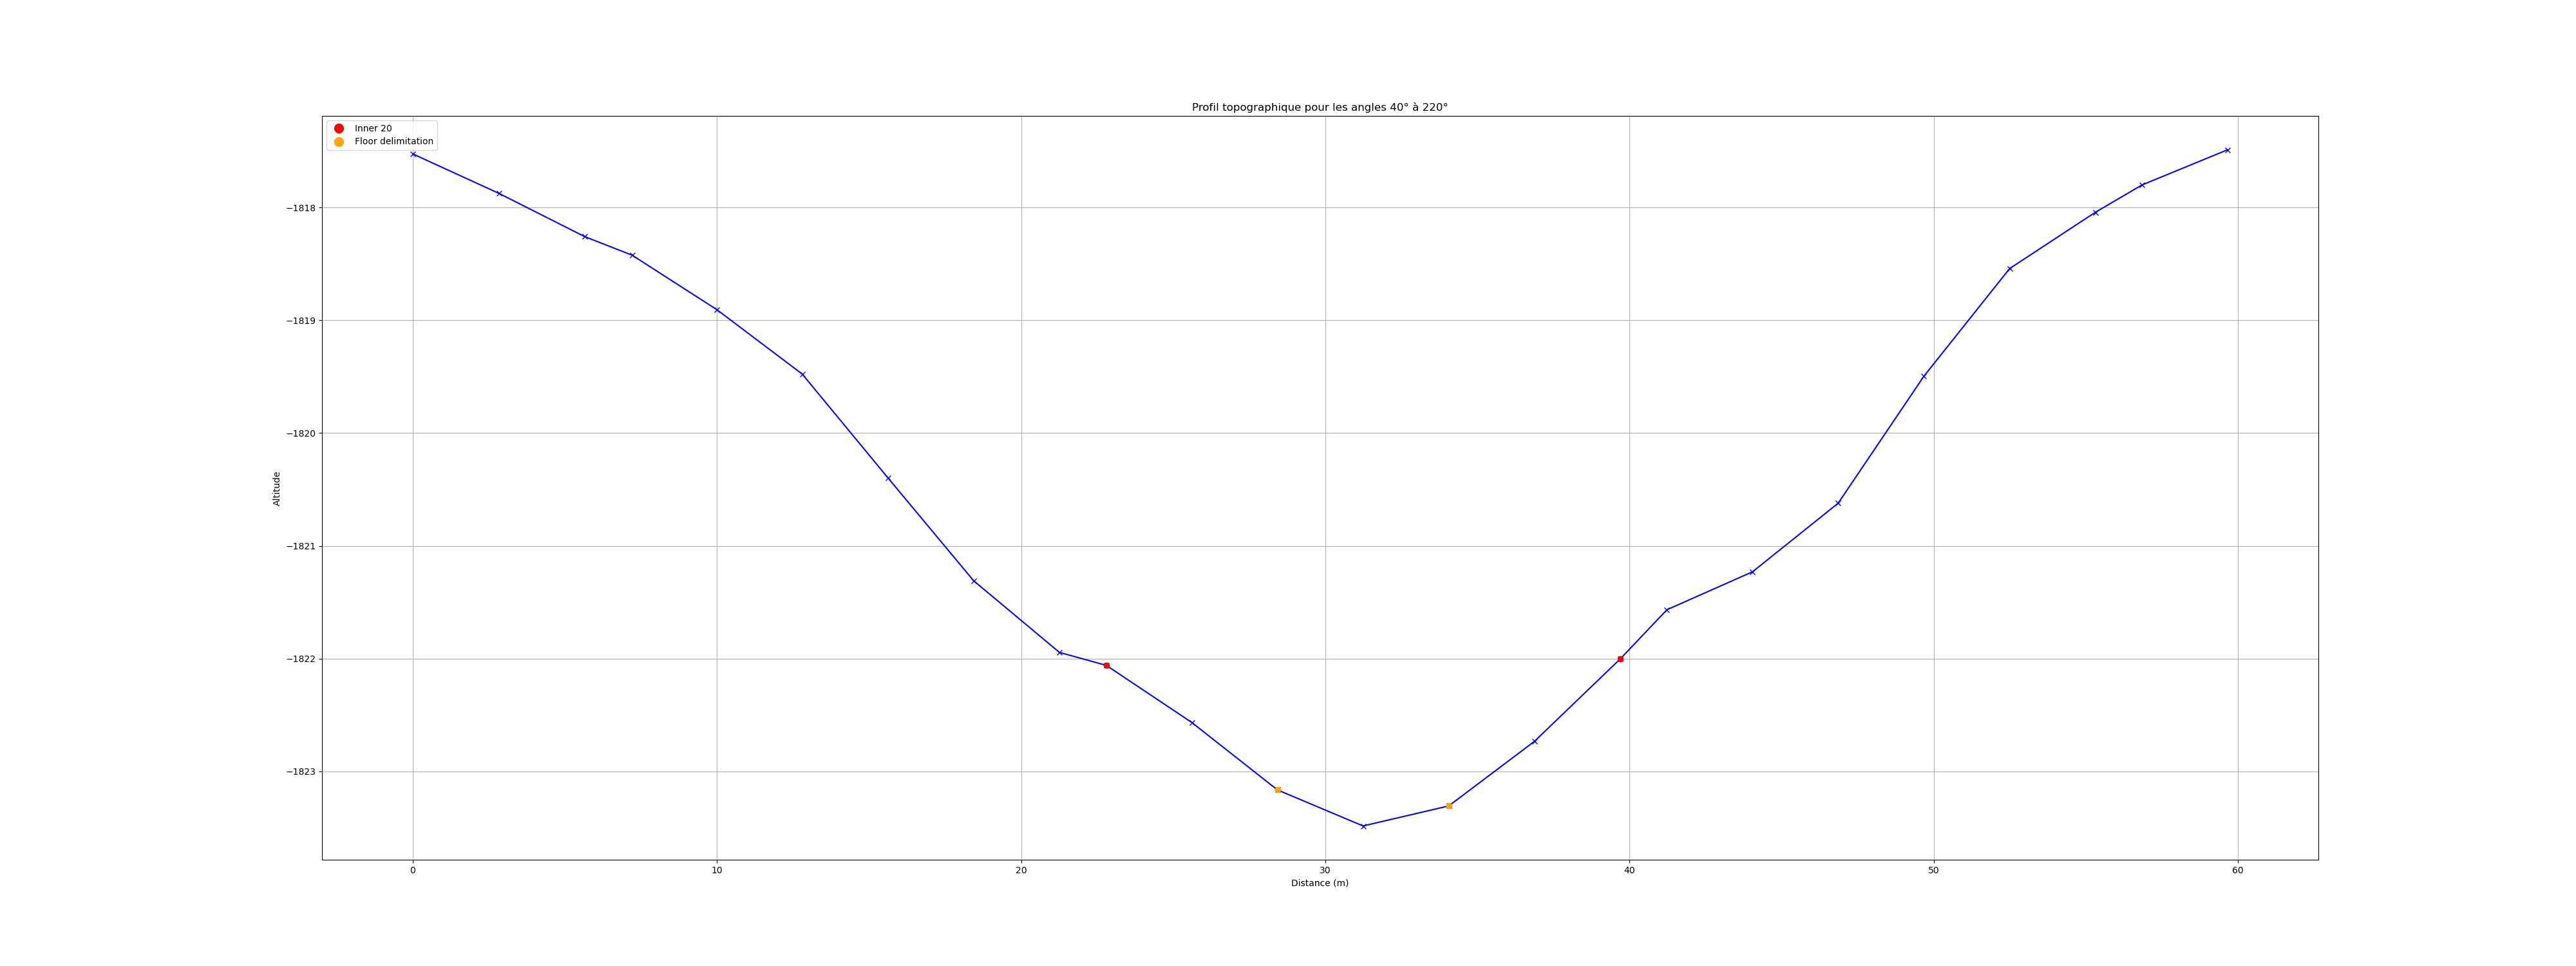 Profil topographique pour les angles 40° à 220°
Inner 20
Floor delimitation
−1818
−1819
−1820
−1821
−1822
−1823
Altitude
0 10 20 30 40 50 60
Distance (m)